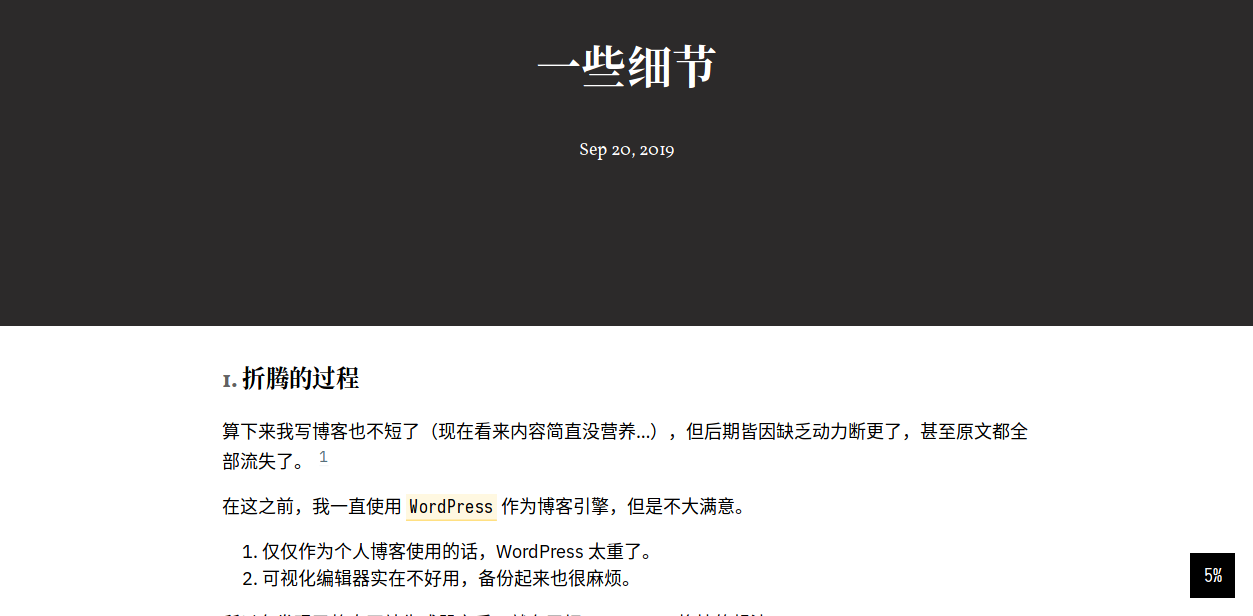 一些细节
Sep 20, 2019
1. 折腾的过程
算下来我写博客也不短了（现在看来内容简直没营养…），但后期皆因缺乏动力断更了，甚至原文都全
部流失了。 1
在这之前，我一直使用 WordPress 作为博客引擎，但是不大满意。
1. 仅仅作为个人博客使用的话，WordPress 太重了。
2. 可视化编辑器实在不好用，备份起来也很麻烦。
5%